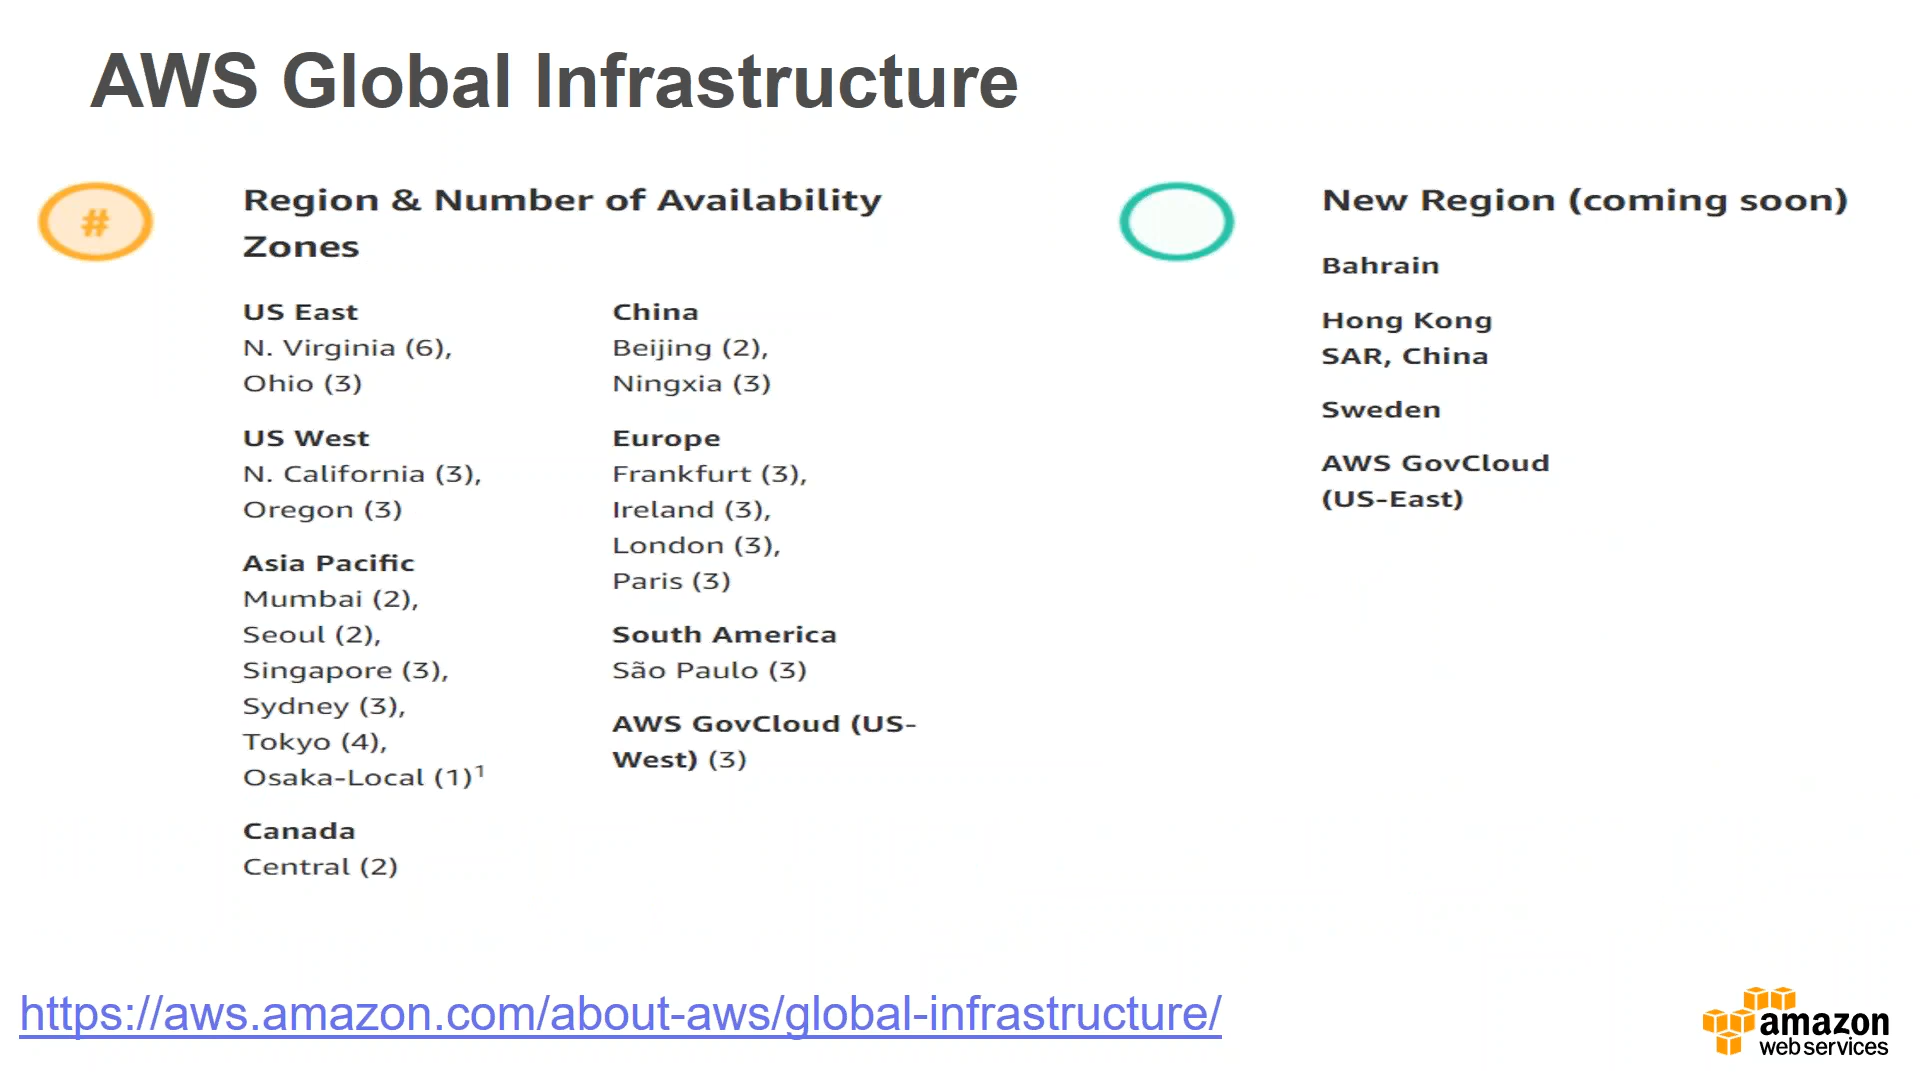 AWS Global Infrastructure
#
Region & Number of Availability
Zones
US East
N. Virginia (6),
Ohio (3)
US West
N. California (3),
Oregon (3)
Asia Pacific
Mumbai (2),
Seoul (2),
Singapore (3),
Sydney (3),
Tokyo (4),
Osaka-Local (1)¹
Canada
Central (2)
China
Beijing (2),
Ningxia (3)
Europe
Frankfurt (3),
Ireland (3),
London (3),
Paris (3)
South America
São Paulo (3)
AWS GovCloud (US-
West) (3)
New Region (coming soon)
Bahrain
Hong Kong
SAR, China
Sweden
AWS GovCloud
(US-East)
https://aws.amazon.com/about-aws/global-infrastructure/
amazon
web services